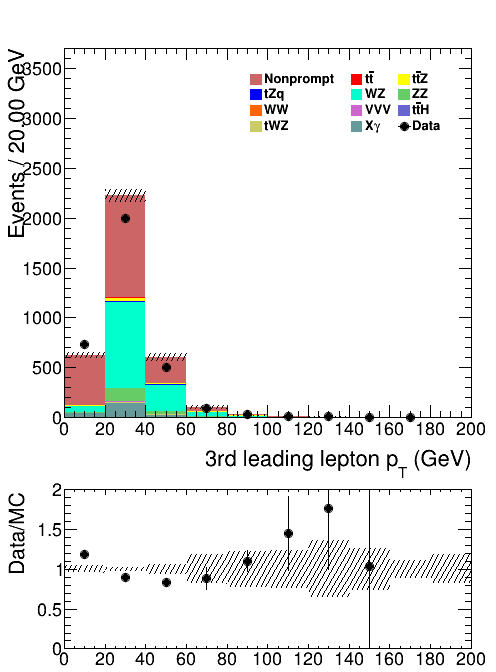 3500
3000
2500
2000
1500
1000
500
0
Events / 20.00 GeV
Nonprompt tt̄ tt̄Z
tZq WZ ZZ
WW VVV tt̄H
tWZ Xγ Data
0 20 40 60 80 100 120 140 160 180 200
3rd leading lepton pT (GeV)
2
1.5
1
0.5
0
Data/MC
0 20 40 60 80 100 120 140 160 180 200